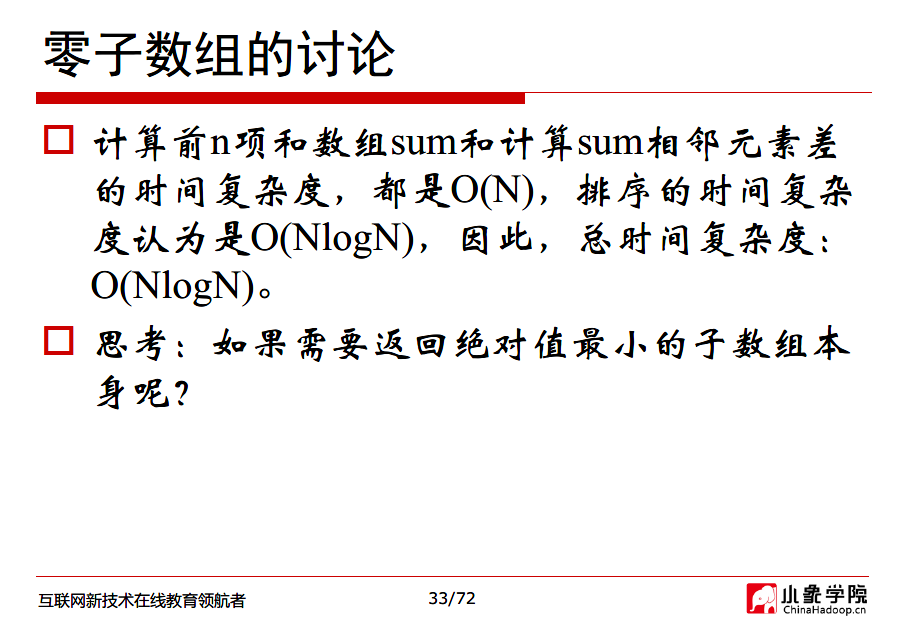 零子数组的讨论
计算前n项和数组sum和计算sum相邻元素差
的时间复杂度，都是O(N)，排序的时间复杂
度认为是O(NlogN)，因此，总时间复杂度：
O(NlogN)。
思考：如果需要返回绝对值最小的子数组本
身呢？
互联网新技术在线教育领航者
33/72
小象学院
ChinaHadoop.cn